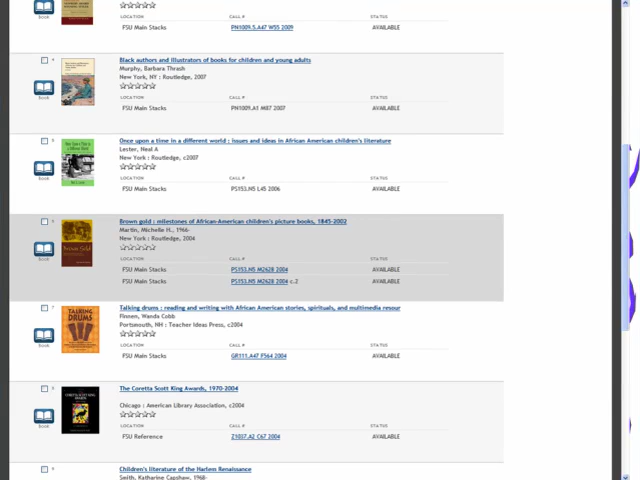 book
LOCATION CALL # STATUS
FSU Main Stacks PN1009.5.A47 W55 2009 AVAILABLE
4 Black authors and illustrators of books for children and young adults
Murphy, Barbara Thrash
New York, NY : Routledge, 2007
book
LOCATION CALL # STATUS
FSU Main Stacks PN1009.A1 M87 2007 AVAILABLE
5 Once upon a time in a different world : issues and ideas in African American children's literature
Lester, Neal A
New York : Routledge, c2007
book
LOCATION CALL # STATUS
FSU Main Stacks PS153.N5 L45 2006 AVAILABLE
6 Brown gold : milestones of African-American children's picture books, 1845-2002
Martin, Michelle H., 1966-
New York : Routledge, 2004
book
LOCATION CALL # STATUS
FSU Main Stacks PS153.N5 M2628 2004 AVAILABLE
FSU Main Stacks PS153.N5 M2628 2004 c.2 AVAILABLE
7 Talking drums : reading and writing with African American stories, spirituals, and multimedia resour
Finnen, Wanda Cobb
Portsmouth, NH : Teacher Ideas Press, c2004
TALKING DRUMS
book
LOCATION CALL # STATUS
FSU Main Stacks GR111.A47 F564 2004 AVAILABLE
8 The Coretta Scott King Awards, 1970-2004
Chicago : American Library Association, c2004
book
LOCATION CALL # STATUS
FSU Reference Z1037.A2 C67 2004 AVAILABLE
9 Children's literature of the Harlem Renaissance
Smith, Katharine Capshaw, 1968-